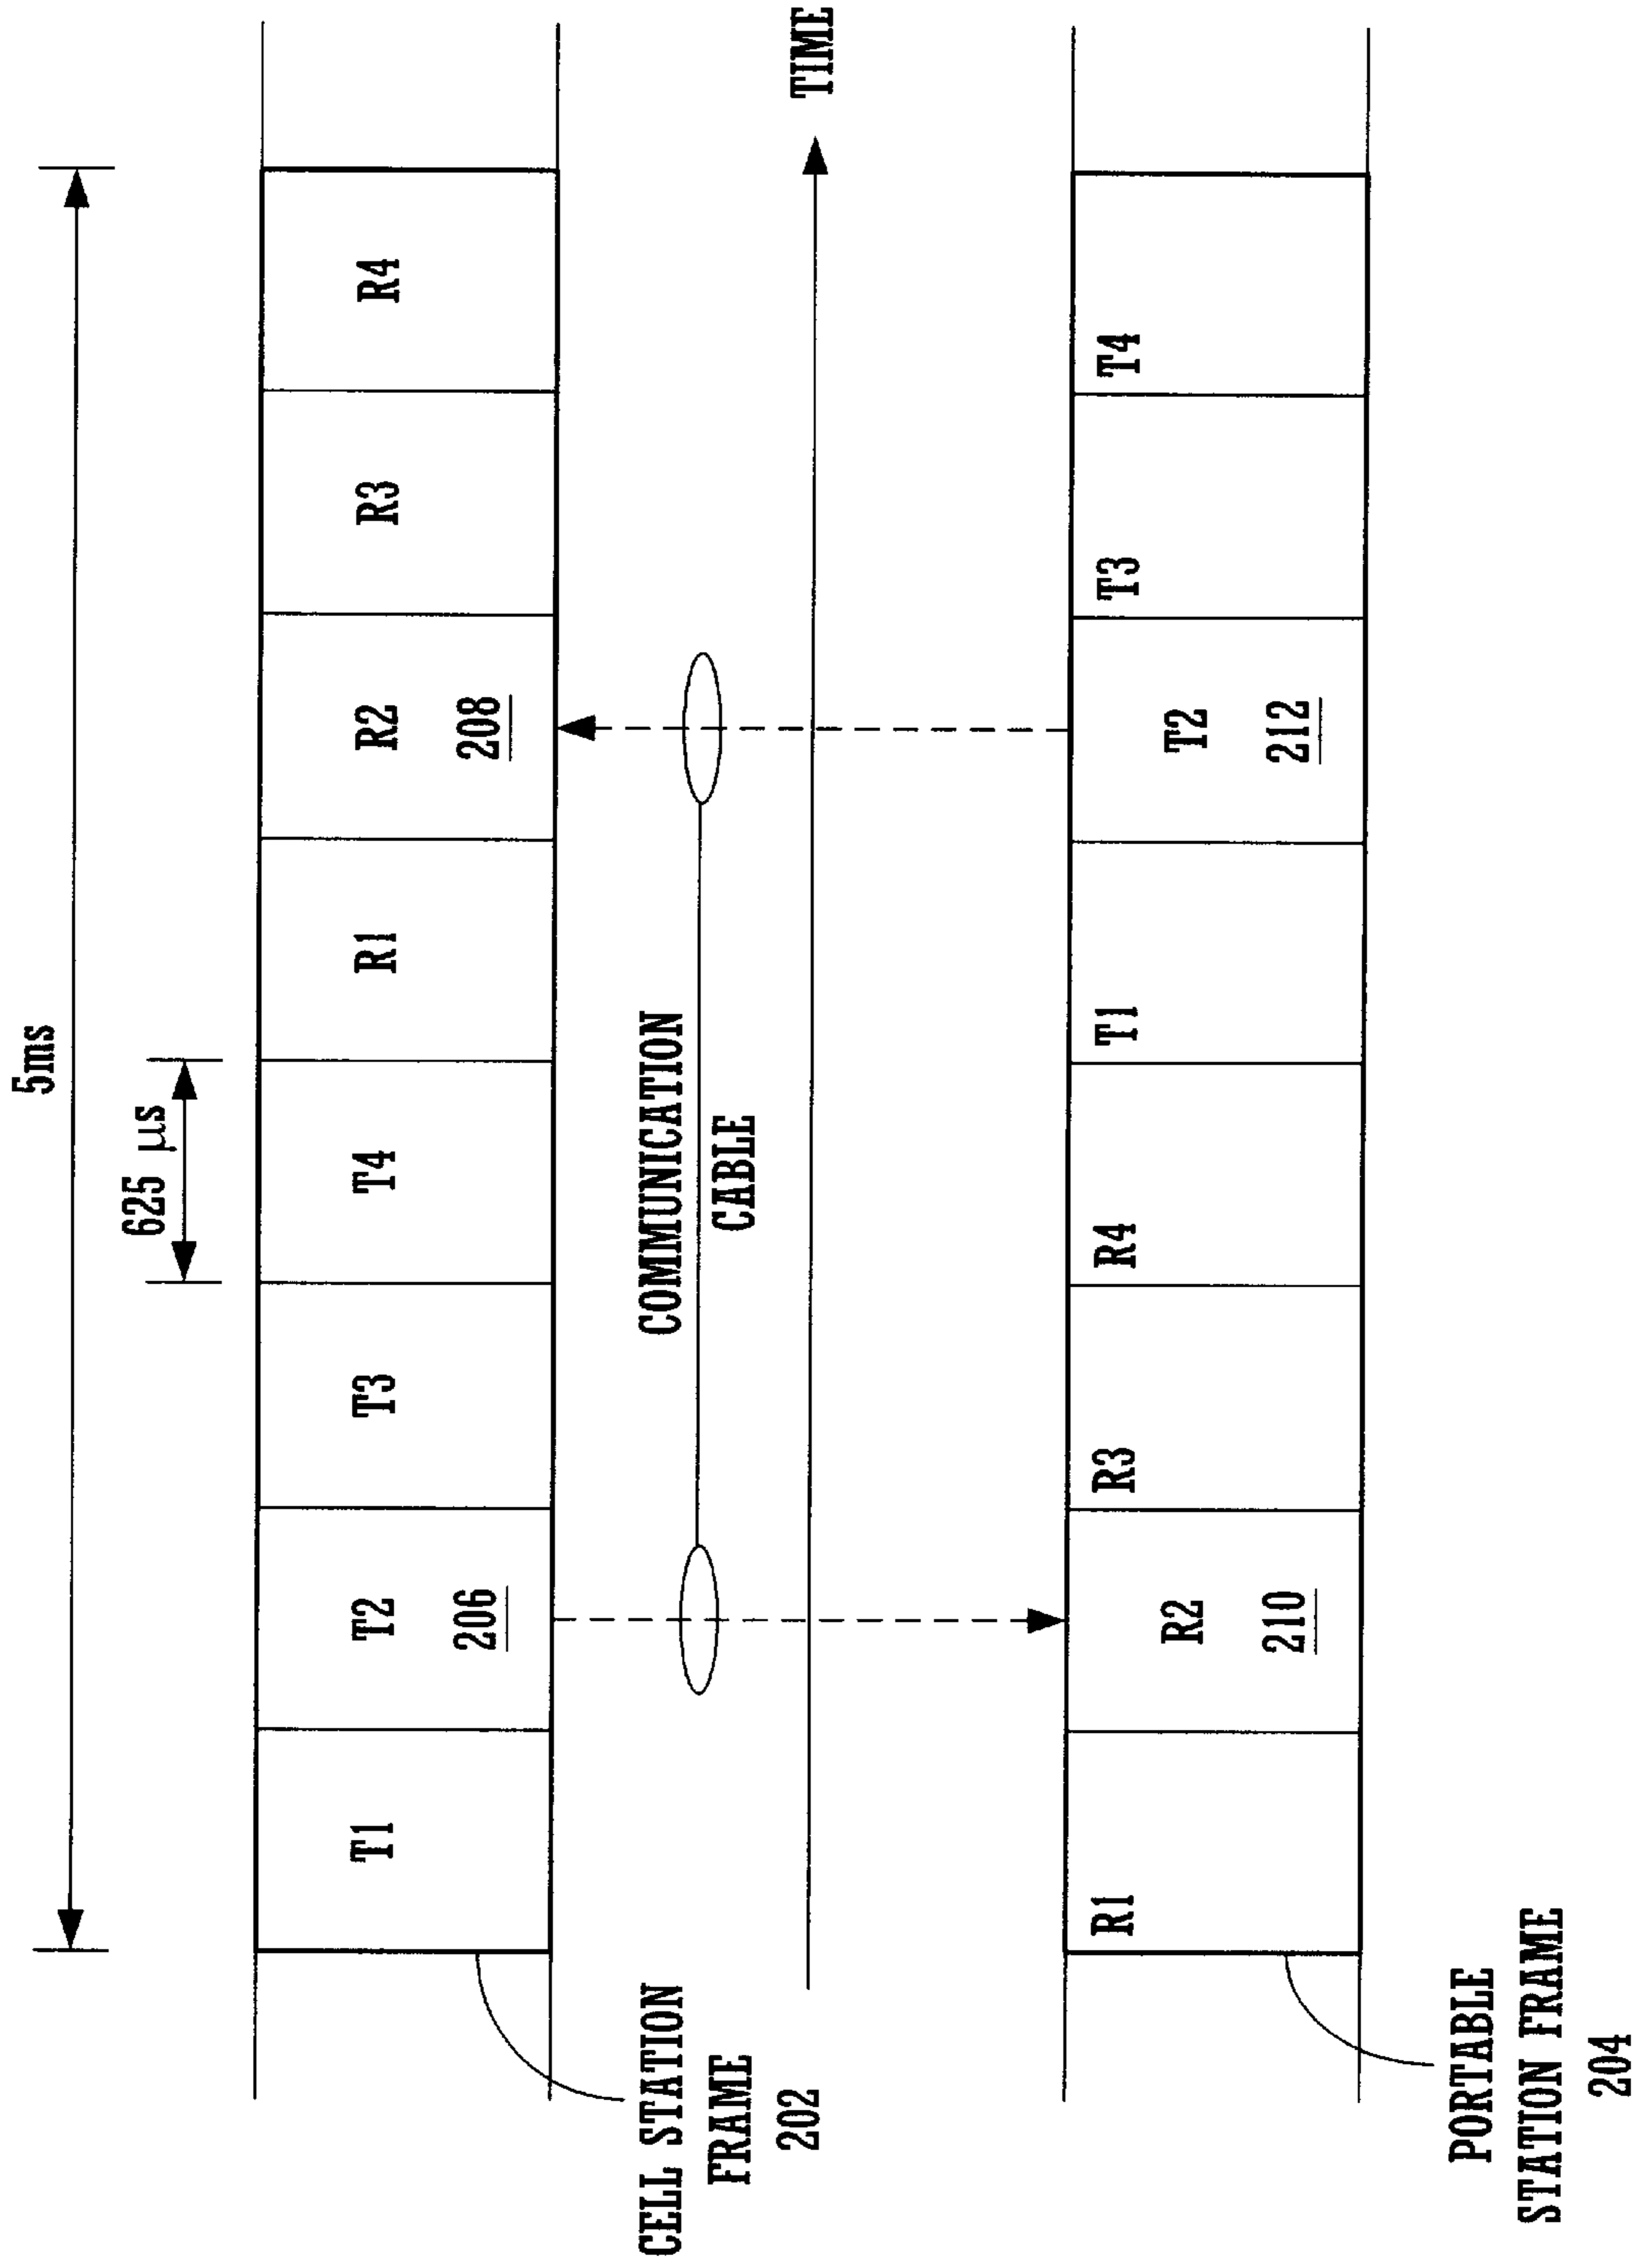 5ms
625 µs
T1
T2
T3
T4
R1
R2
R3
R4
206
208
COMMUNICATION
CABLE
TIME
CELL STATION
FRAME
202
R1
R2
R3
R4
T1
T2
T3
T4
210
212
PORTABLE
STATION FRAME
204